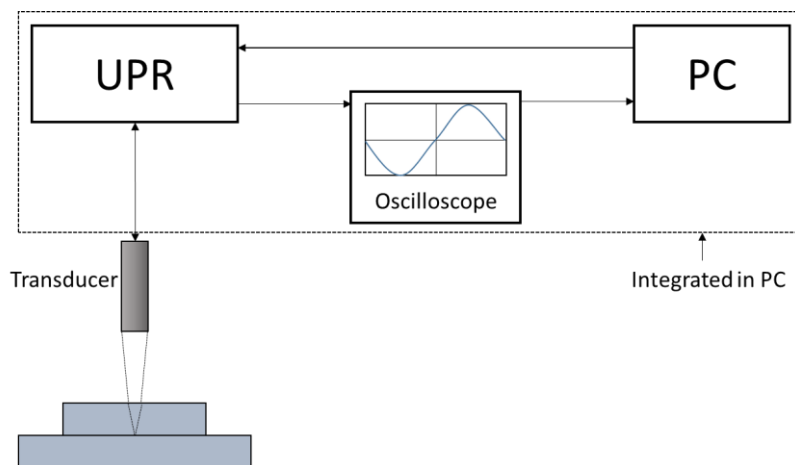 UPR
PC
Oscilloscope
Transducer
Integrated in PC